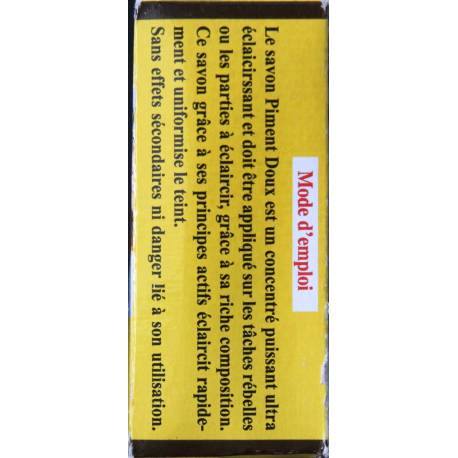 Mode d'emploi
Le savon Piment Doux est un concentré puissant ultra
éclaicirssant et doit être appliqué sur les tâches rébelles
ou les parties à éclaircir, grâce à sa riche composition.
Ce savon grâce à ses principes actifs éclaircit rapide-
ment et uniformise le teint.
Sans effets sécondaires ni danger lié à son utilisation.